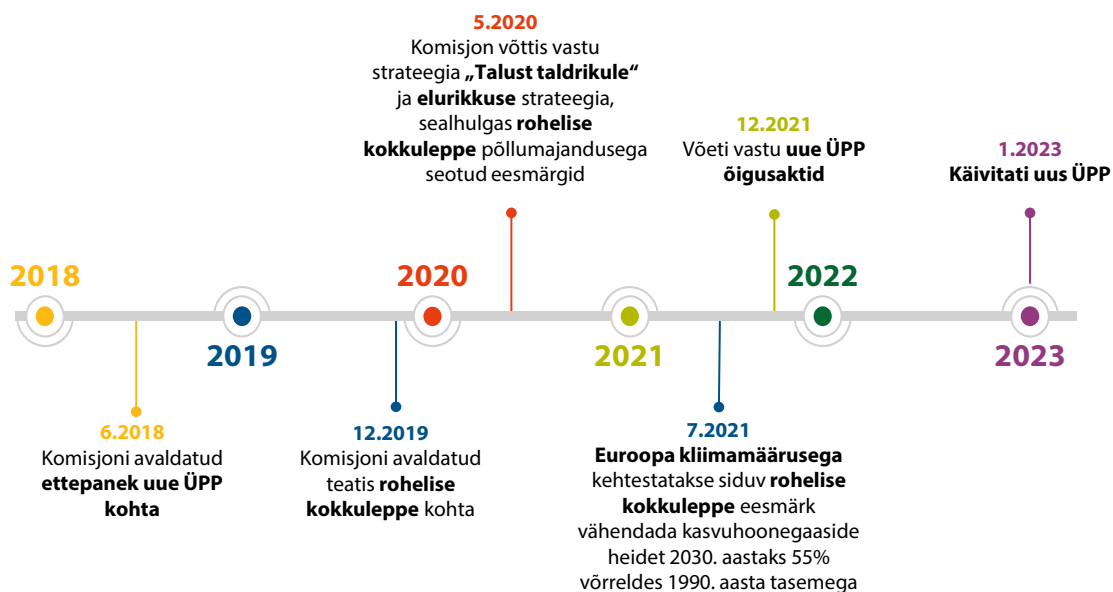 5.2020
Komisjon võttis vastu
strateegia „Talust taldrikule“
ja elurikkuse strateegia,
sealhulgas rohelise
kokkuleppe põllumajandusega
seotud eesmärgid
12.2021
Võeti vastu uue ÜPP
õigusaktid
1.2023
Käivitati uus ÜPP
2018
2019
2020
2021
2022
2023
6.2018
Komisjoni avaldatud
ettepanek uue ÜPP
kohta
12.2019
Komisjoni avaldatud
teatis rohelise
kokkuleppe kohta
7.2021
Euroopa kliimamäärusega
kehtestatakse siduv rohelise
kokkuleppe eesmärk
vähendada kasvuhoonegaaside
heidet 2030. aastaks 55%
võrreldes 1990. aasta tasemega